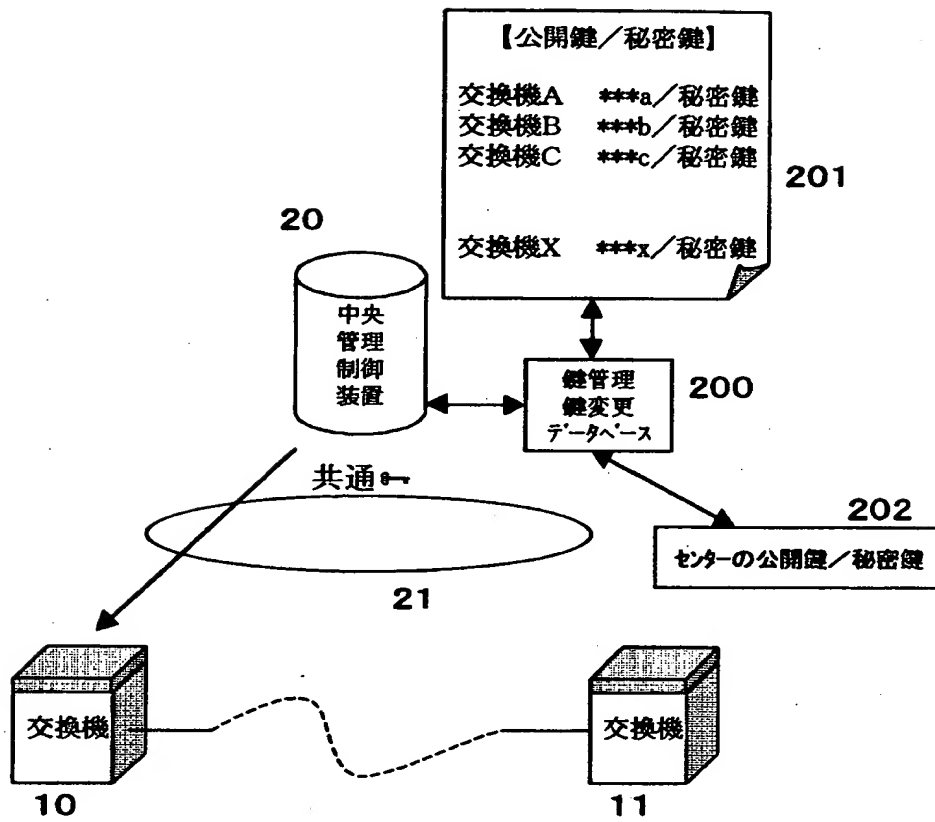 【公開鍵／秘密鍵】
交換機A ***a／秘密鍵
交換機B ***b／秘密鍵
交換機C ***c／秘密鍵
交換機X ***x／秘密鍵
201
20
中央
管理
制御
装置
鍵管理
鍵変更
データベース
200
共通
202
センターの公開鍵／秘密鍵
21
交換機
交換機
10
11